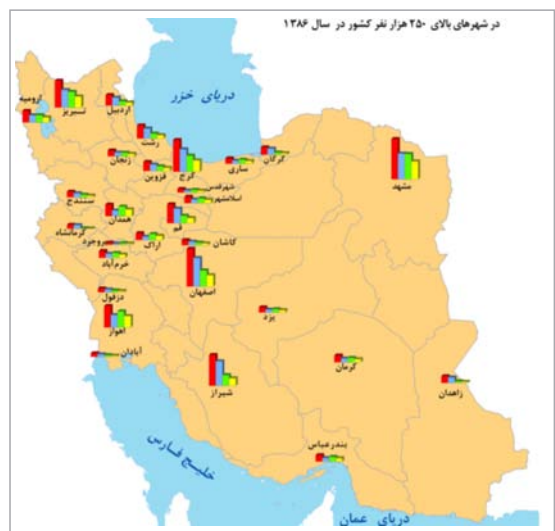 در شهرهای بالای ۲۵۰ هزار نفر کشور در سال ۱۳۸۶
دریای خزر
ارومیه
تبریز
اردبیل
رشت
زنجان
قزوین
کرج
ساری
گرگان
مشهد
سنندج
همدان
شهرقدس
اسلامشهر
قم
کرمانشاه
بروجرد
اراک
کاشان
خرم‌آباد
اصفهان
دزفول
اهواز
یزد
آبادان
شیراز
کرمان
زاهدان
بندرعباس
خلیج فارس
دریای عمان